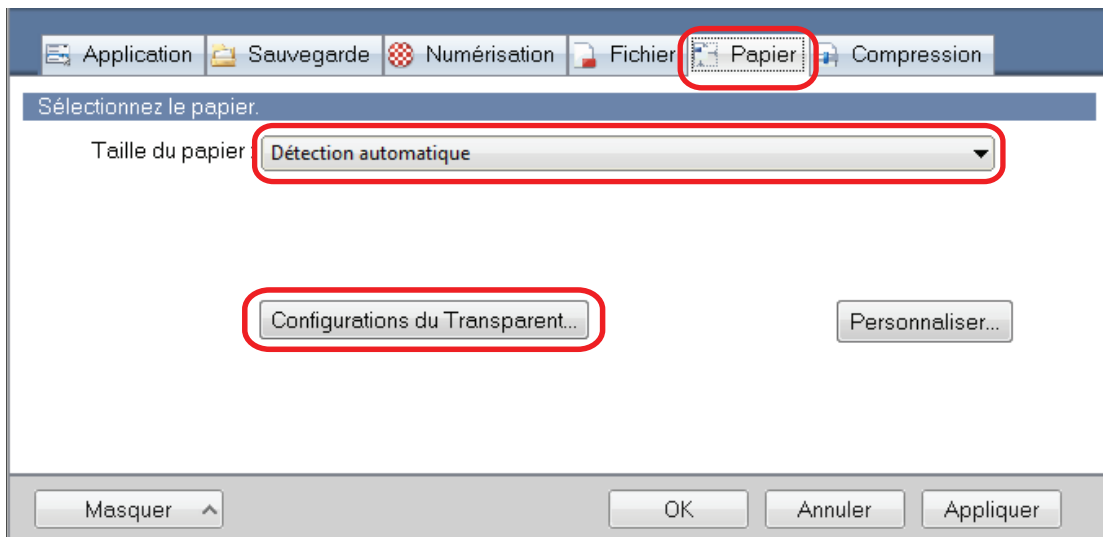 Application Sauvegarde Numérisation Fichier Papier Compression
Sélectionnez le papier.
Taille du papier : Détection automatique
Configurations du Transparent... Personnaliser...
Masquer OK Annuler Appliquer